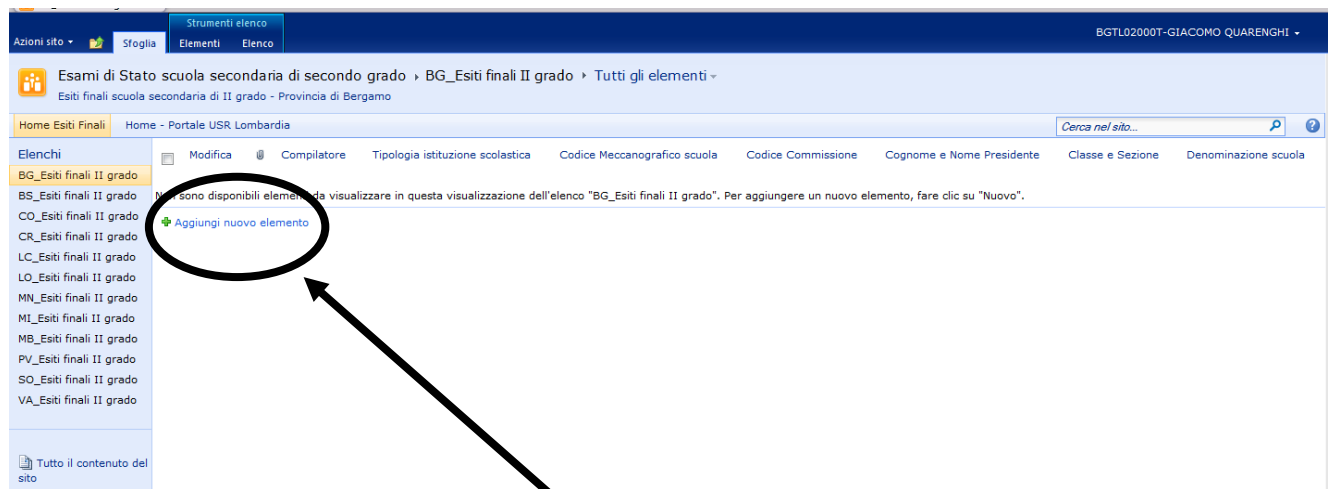 Strumenti elenco
Azioni sito Sfoglia Elementi Elenco
BGTL02000T-GIACOMO QUARENGHI
Esami di Stato scuola secondaria di secondo grado BG_Esiti finali II grado Tutti gli elementi
Esiti finali scuola secondaria di II grado - Provincia di Bergamo
Home Esiti Finali Home - Portale USR Lombardia Cerca nel sito...
Elenchi
Modifica Compilatore Tipologia istituzione scolastica Codice Meccanografico scuola Codice Commissione Cognome e Nome Presidente Classe e Sezione Denominazione scuola
BG_Esiti finali II grado
BS_Esiti finali II grado
sono disponibili da visualizzare in questa visualizzazione dell'elenco "BG_Esiti finali II grado". Per aggiungere un nuovo elemento, fare clic su "Nuovo".
CO_Esiti finali II grado
Aggiungi nuovo elemento
CR_Esiti finali II grado
LC_Esiti finali II grado
LO_Esiti finali II grado
MN_Esiti finali II grado
MI_Esiti finali II grado
MB_Esiti finali II grado
PV_Esiti finali II grado
SO_Esiti finali II grado
VA_Esiti finali II grado
Tutto il contenuto del
sito